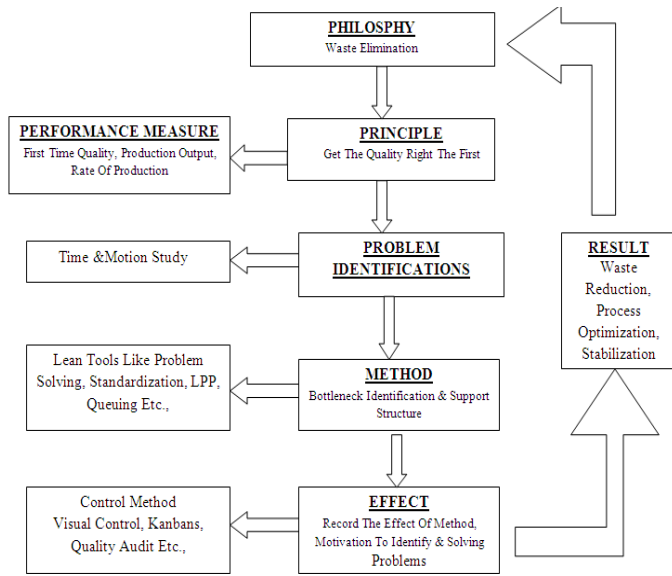 PHILOSPHY
Waste Elimination
PERFORMANCE MEASURE
First Time Quality, Production Output,
Rate Of Production
PRINCIPLE
Get The Quality Right The First
Time &Motion Study
PROBLEM
IDENTIFICATIONS
RESULT
Waste
Reduction,
Process
Optimization,
Stabilization
Lean Tools Like Problem
Solving, Standardization, LPP,
Queuing Etc.,
METHOD
Bottleneck Identification & Support
Structure
Control Method
Visual Control, Kanbans,
Quality Audit Etc.,
EFFECT
Record The Effect Of Method,
Motivation To Identify & Solving
Problems